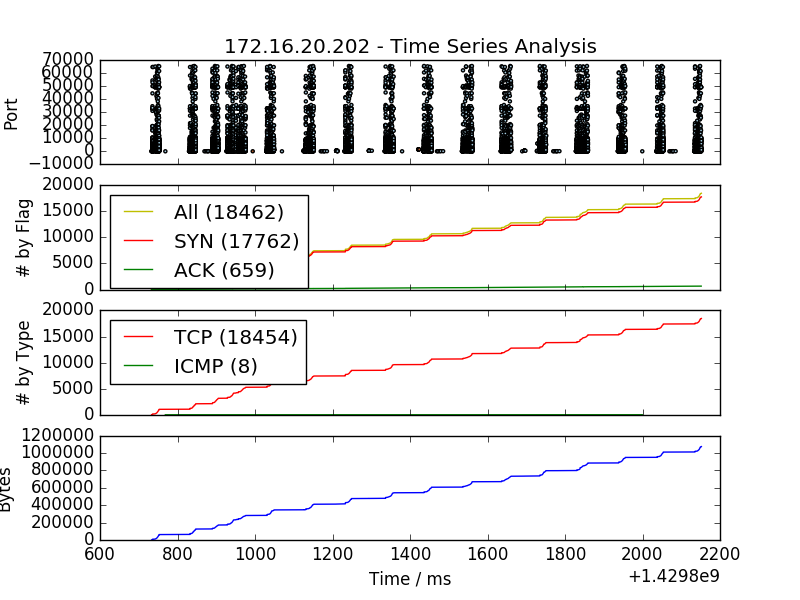 172.16.20.202 - Time Series Analysis
70000
60000
50000
40000
30000
20000
10000
0
−10000
Port
20000
15000
10000
5000
0
# by Flag
All (18462)
SYN (17762)
ACK (659)
20000
15000
10000
5000
0
# by Type
TCP (18454)
ICMP (8)
1200000
1000000
800000
600000
400000
200000
0
Bytes
600 800 1000 1200 1400 1600 1800 2000 2200
Time / ms
+1.4298e9